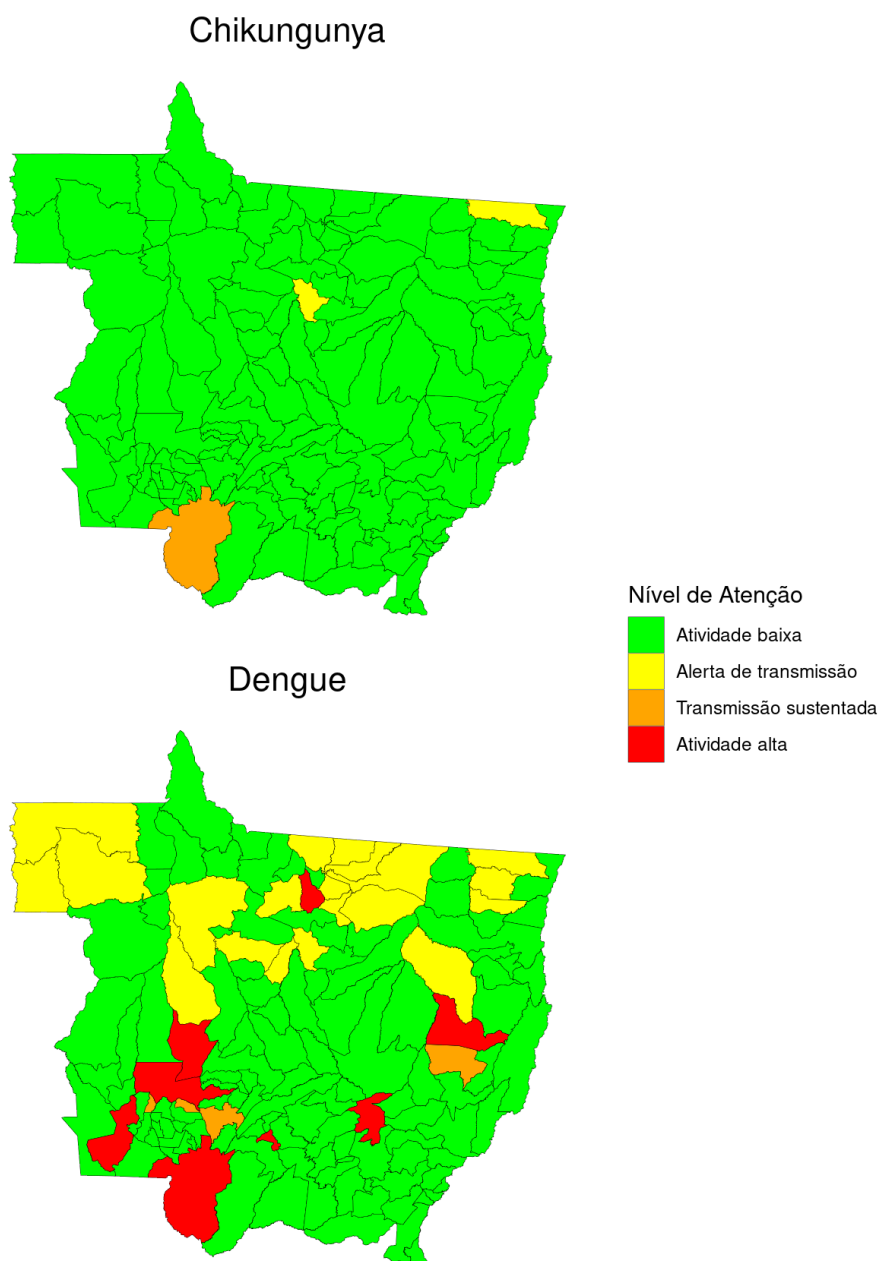 Chikungunya
Nível de Atenção
Atividade baixa
Alerta de transmissão
Transmissão sustentada
Atividade alta
Dengue